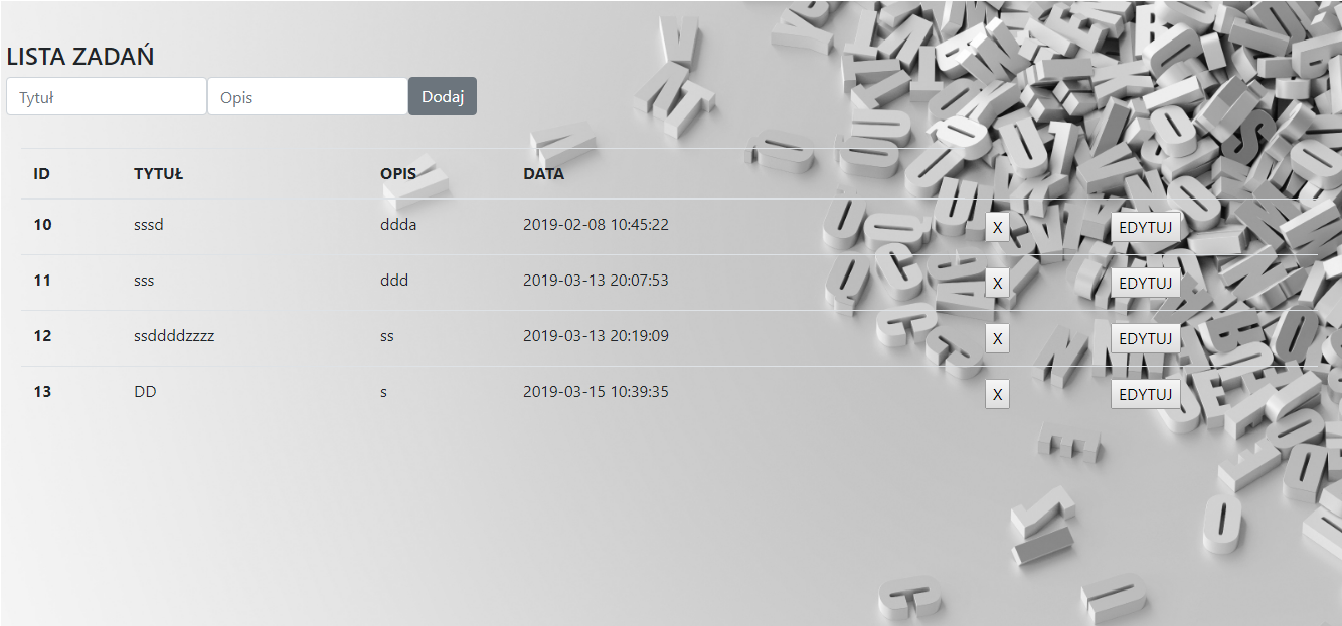 LISTA ZADAŃ
Tytuł Opis Dodaj
ID TYTUŁ OPIS DATA
10 sssd ddda 2019-02-08 10:45:22 X EDYTUJ
11 sss ddd 2019-03-13 20:07:53 X EDYTUJ
12 ssddddzzzz ss 2019-03-13 20:19:09 X EDYTUJ
13 DD s 2019-03-15 10:39:35 X EDYTUJ